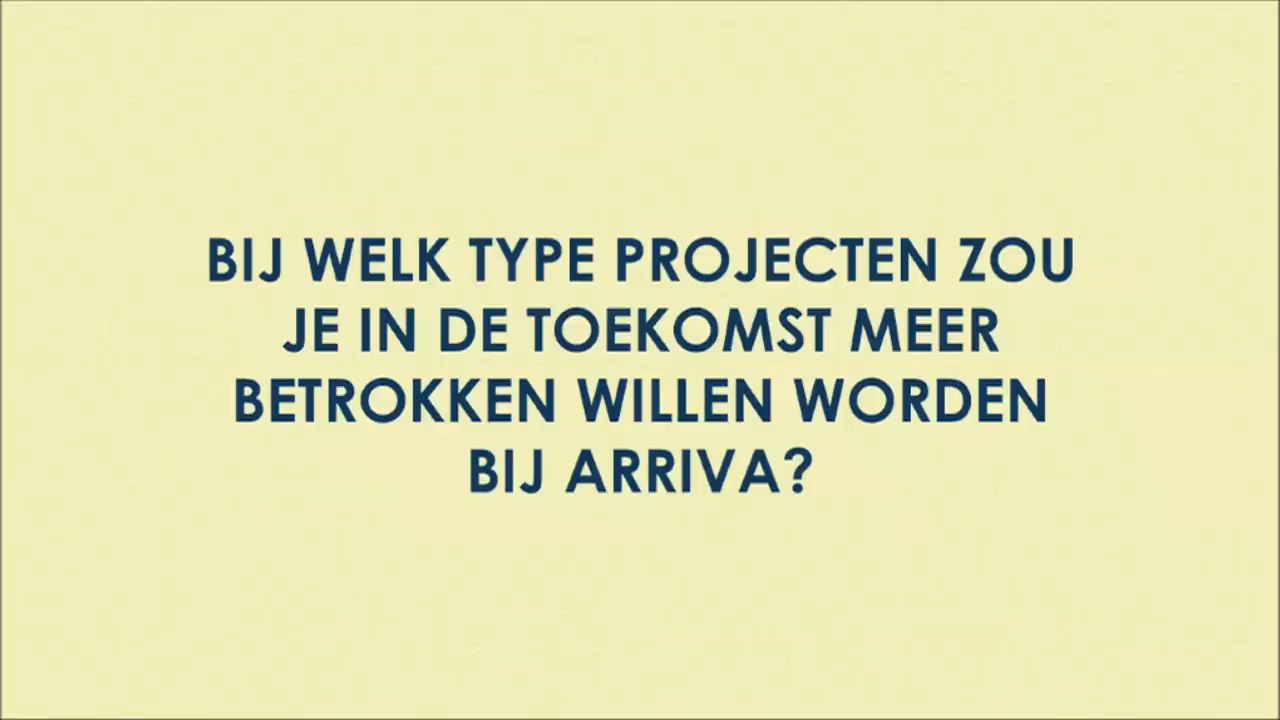 BIJ WELK TYPE PROJECTEN ZOU
JE IN DE TOEKOMST MEER
BETROKKEN WILLEN WORDEN
BIJ ARRIVA?